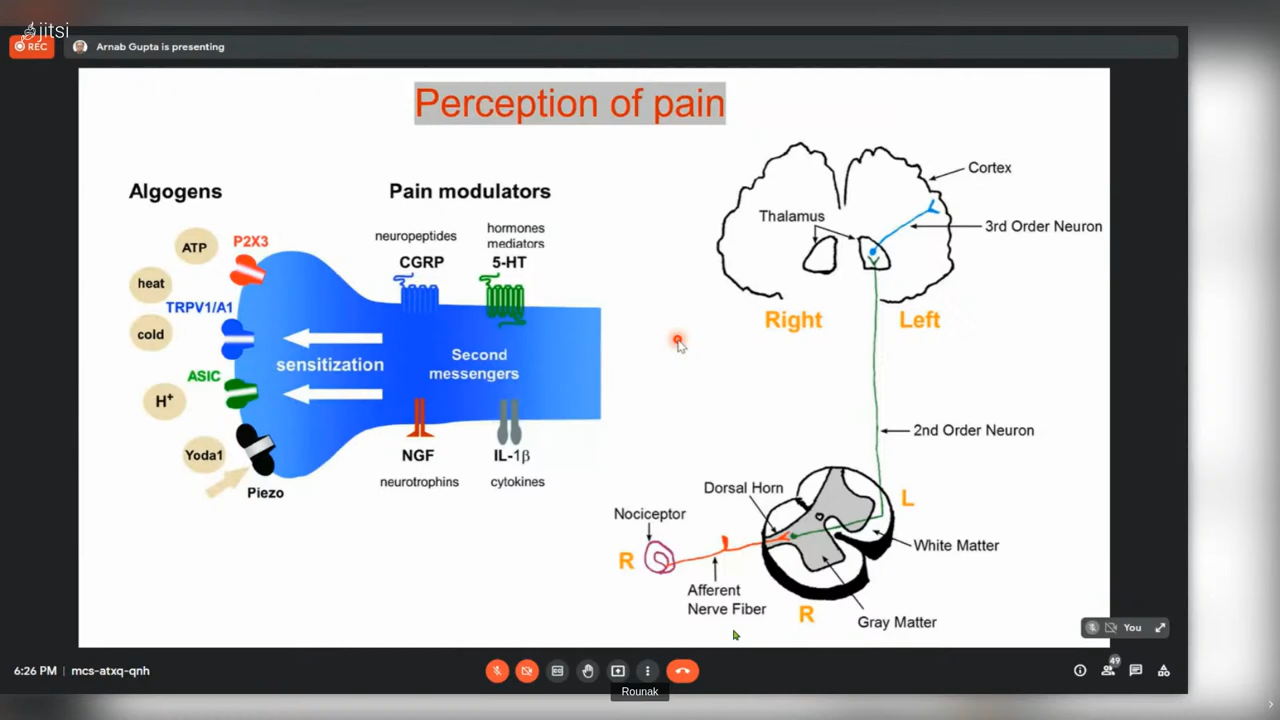 jitsi
REC
Arnab Gupta is presenting
Perception of pain
Algogens
ATP
P2X3
heat
TRPV1/A1
cold
ASIC
H+
Yoda1
Piezo
sensitization
Pain modulators
neuropeptides
CGRP
hormones
mediators
5-HT
Second
messengers
NGF
neurotrophins
IL-1β
cytokines
Cortex
Thalamus
3rd Order Neuron
Right
Left
2nd Order Neuron
Dorsal Horn
L
Nociceptor
White Matter
R
Afferent
Nerve Fiber
R
Gray Matter
You
6:26 PM | mcs-atxq-qnh
49
Rounak